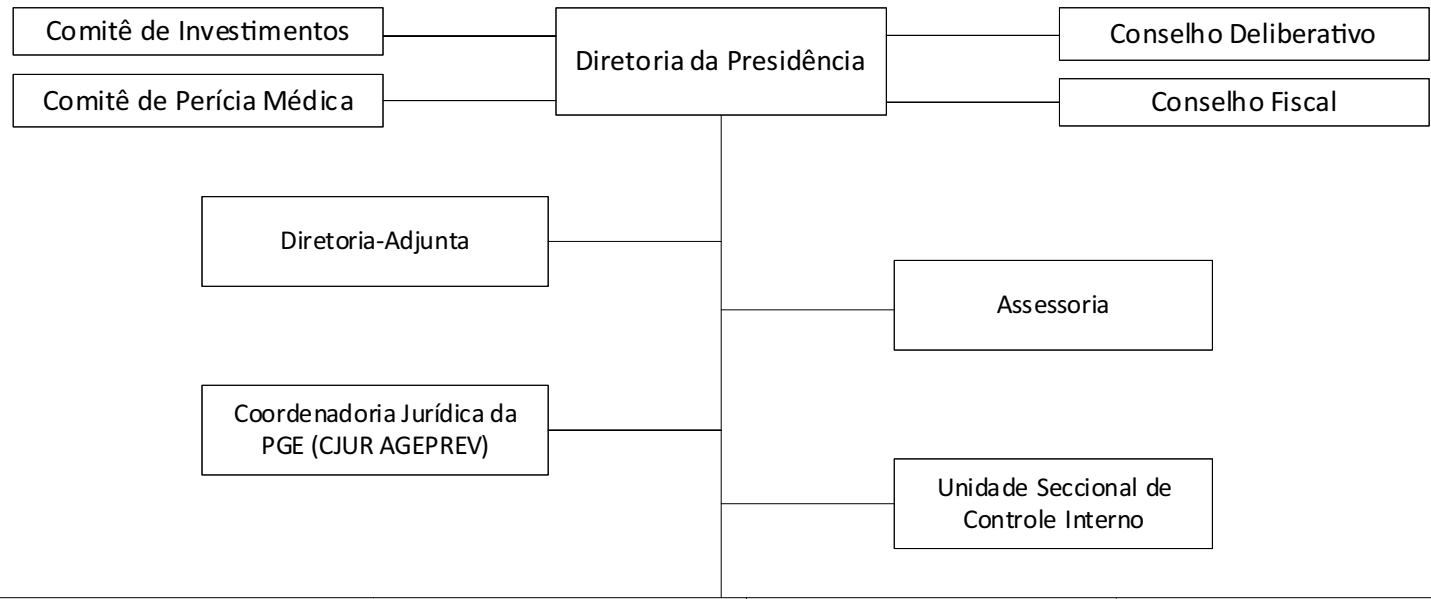 Comitê de Investimentos
Diretoria da Presidência
Conselho Deliberativo
Comitê de Perícia Médica
Conselho Fiscal
Diretoria-Adjunta
Assessoria
Coordenadoria Jurídica da
PGE (CJUR AGEPREV)
Unidade Seccional de
Controle Interno